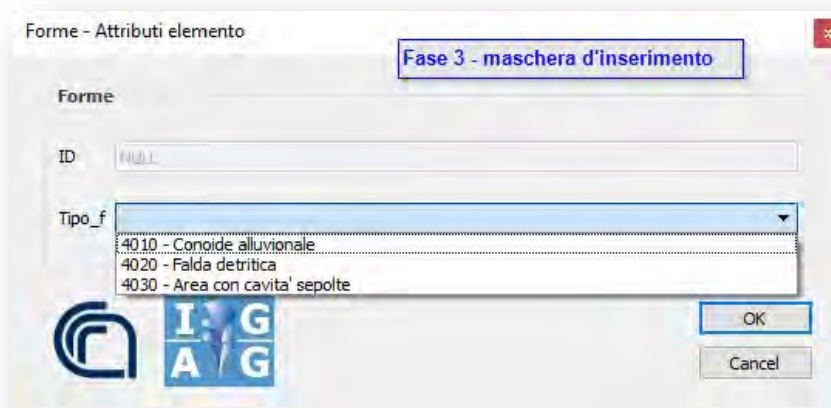 Forme - Attributi elemento
Fase 3 - maschera d'inserimento
Forme
ID NULL
Tipo_f
4010 - Conoide alluvionale
4020 - Falda detritica
4030 - Area con cavita' sepolte
I G
A G
OK
Cancel